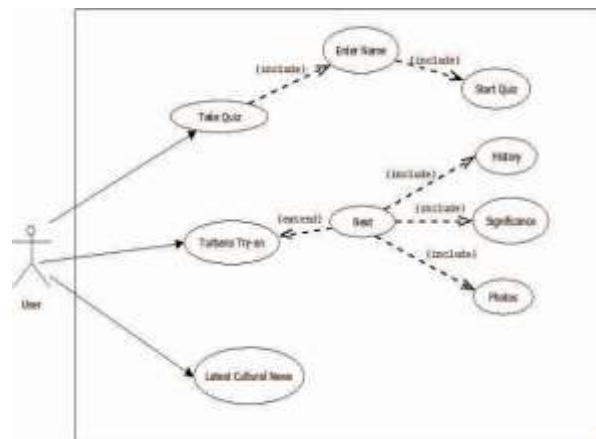 Enter Name
{include}
{include}
Start Quiz
Take Quiz
History
{include}
{include}
Significance
{extend}
Next
Turbans Try-on
{include}
Photos
User
Latest Cultural News